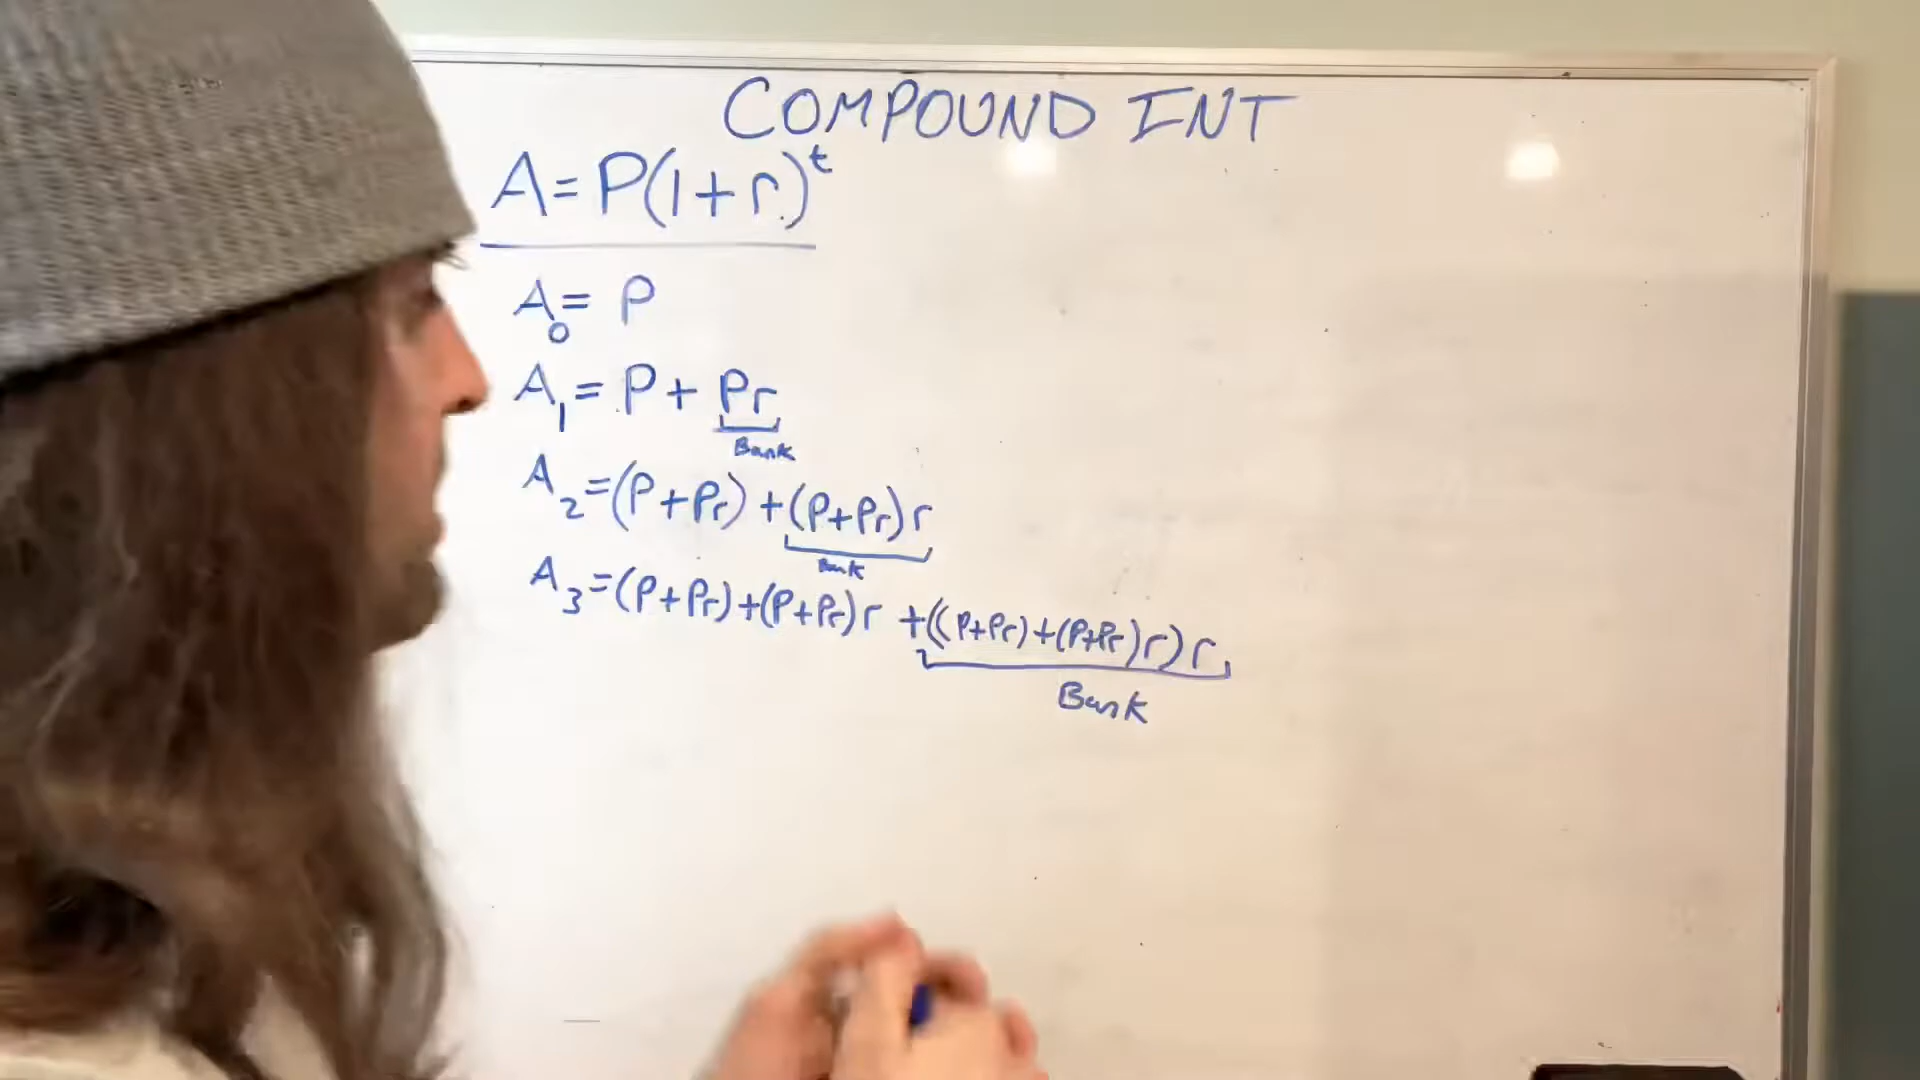 COMPOUND INT
A=P(1+r)^t
A₀= P
A₁= P + Pr
Bank
A₂=(P+Pr)+(P+Pr)r
Bank
A₃=(P+Pr)+(P+Pr)r+((P+Pr)+(P+Pr)r)r
Bank